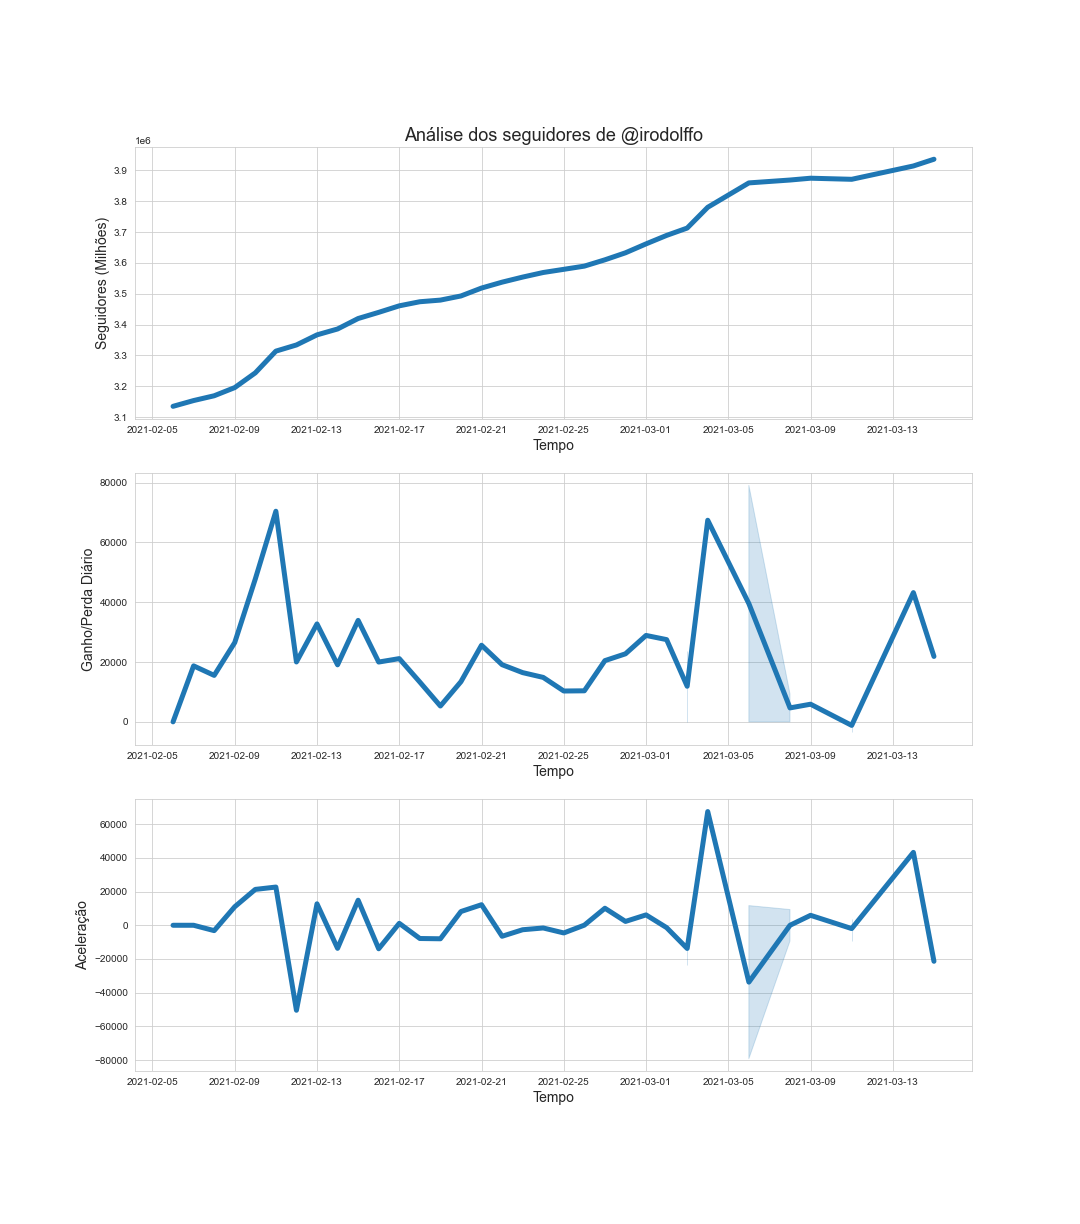 Análise dos seguidores de @irodolffo
1e6
Seguidores (Milhões)
3.9
3.8
3.7
3.6
3.5
3.4
3.3
3.2
3.1
2021-02-05 2021-02-09 2021-02-13 2021-02-17 2021-02-21 2021-02-25 2021-03-01 2021-03-05 2021-03-09 2021-03-13
Tempo
Ganho/Perda Diário
80000
60000
40000
20000
0
2021-02-05 2021-02-09 2021-02-13 2021-02-17 2021-02-21 2021-02-25 2021-03-01 2021-03-05 2021-03-09 2021-03-13
Tempo
Aceleração
60000
40000
20000
0
−20000
−40000
−60000
−80000
2021-02-05 2021-02-09 2021-02-13 2021-02-17 2021-02-21 2021-02-25 2021-03-01 2021-03-05 2021-03-09 2021-03-13
Tempo